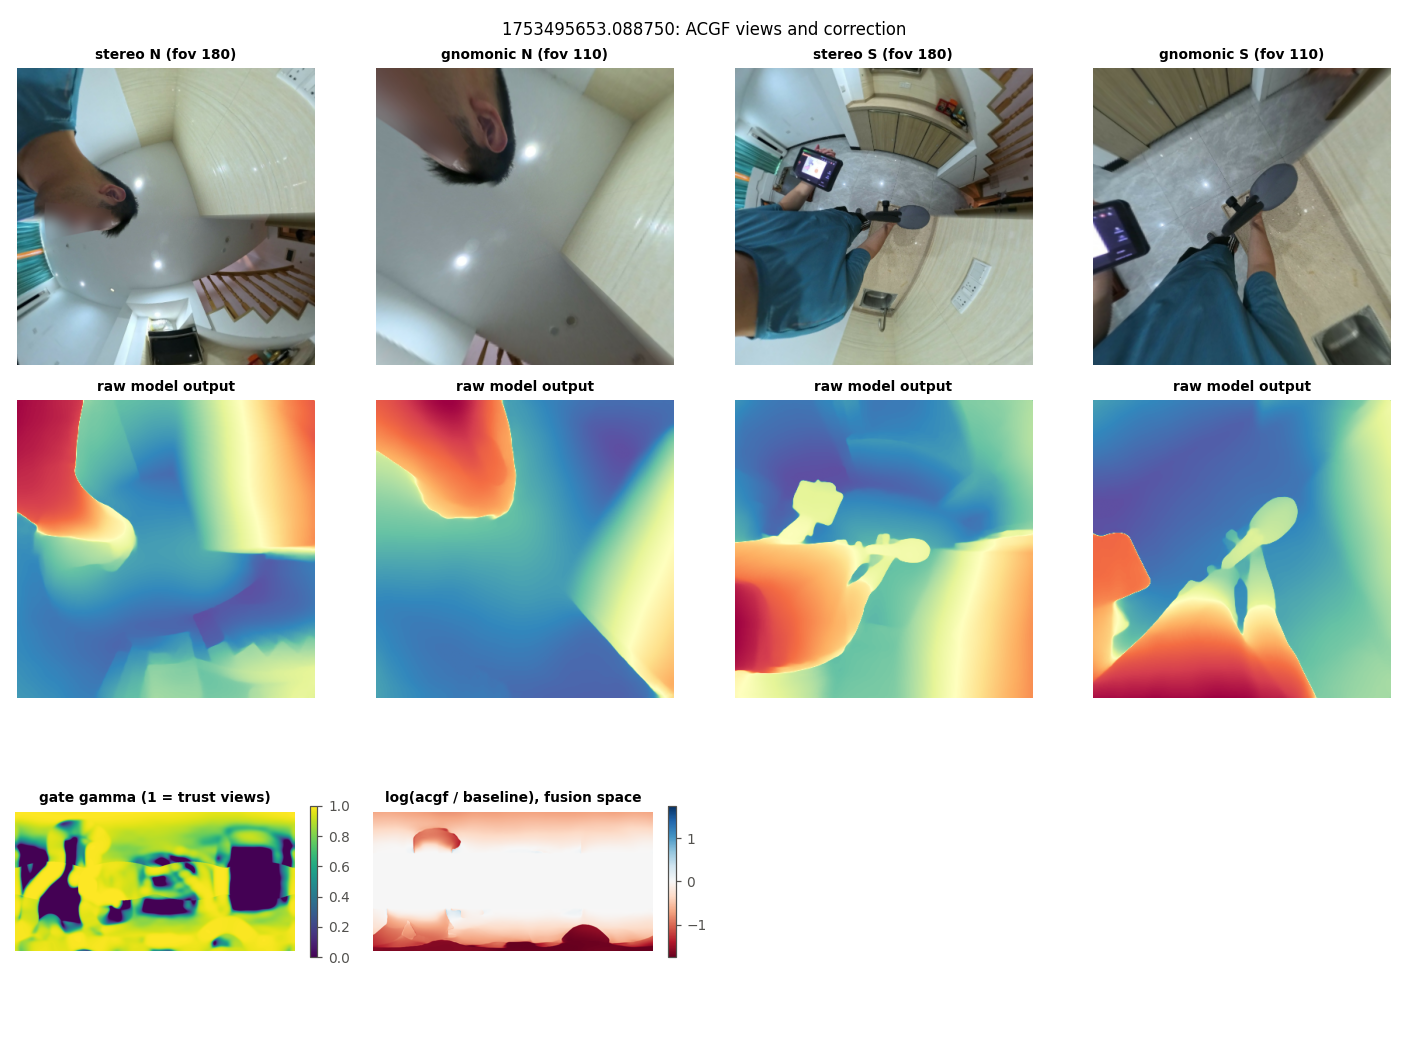 1753495653.088750: ACGF views and correction
stereo N (fov 180)
gnomonic N (fov 110)
stereo S (fov 180)
gnomonic S (fov 110)
raw model output
raw model output
raw model output
raw model output
gate gamma (1 = trust views)
1.0
0.8
0.6
0.4
0.2
0.0
log(acgf / baseline), fusion space
1
0
−1